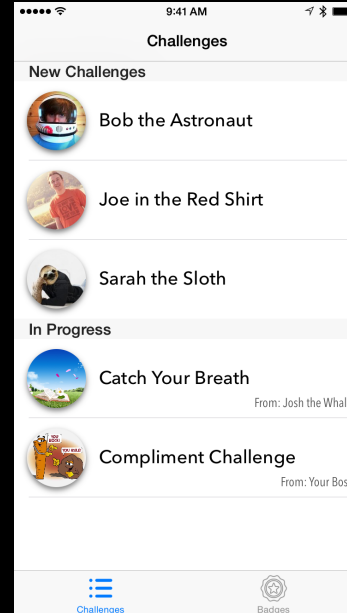 9:41 AM
Challenges
New Challenges
Bob the Astronaut
Joe in the Red Shirt
Sarah the Sloth
In Progress
Catch Your Breath
From: Josh the Whal
Compliment Challenge
From: Your Bos
Challenges
Badges